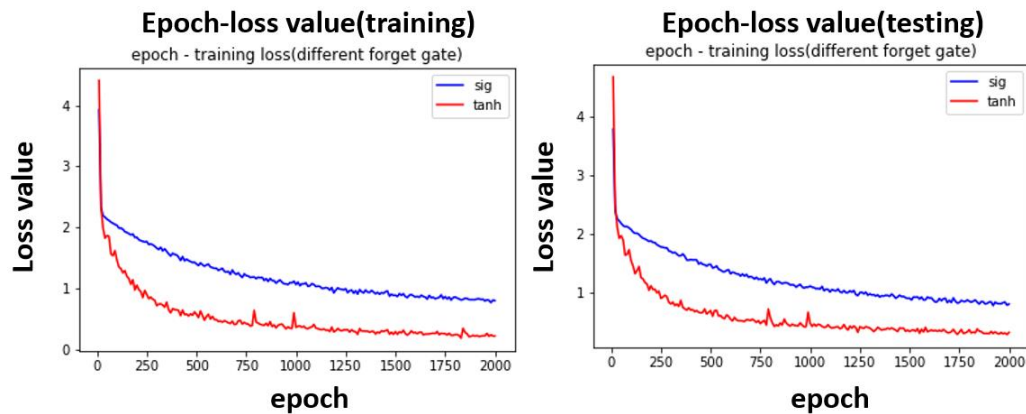 Epoch-loss value(training)
epoch - training loss(different forget gate)
sig
tanh
Loss value
4
3
2
1
0
0 250 500 750 1000 1250 1500 1750 2000
epoch
Epoch-loss value(testing)
epoch - training loss(different forget gate)
sig
tanh
Loss value
4
3
2
1
0 250 500 750 1000 1250 1500 1750 2000
epoch